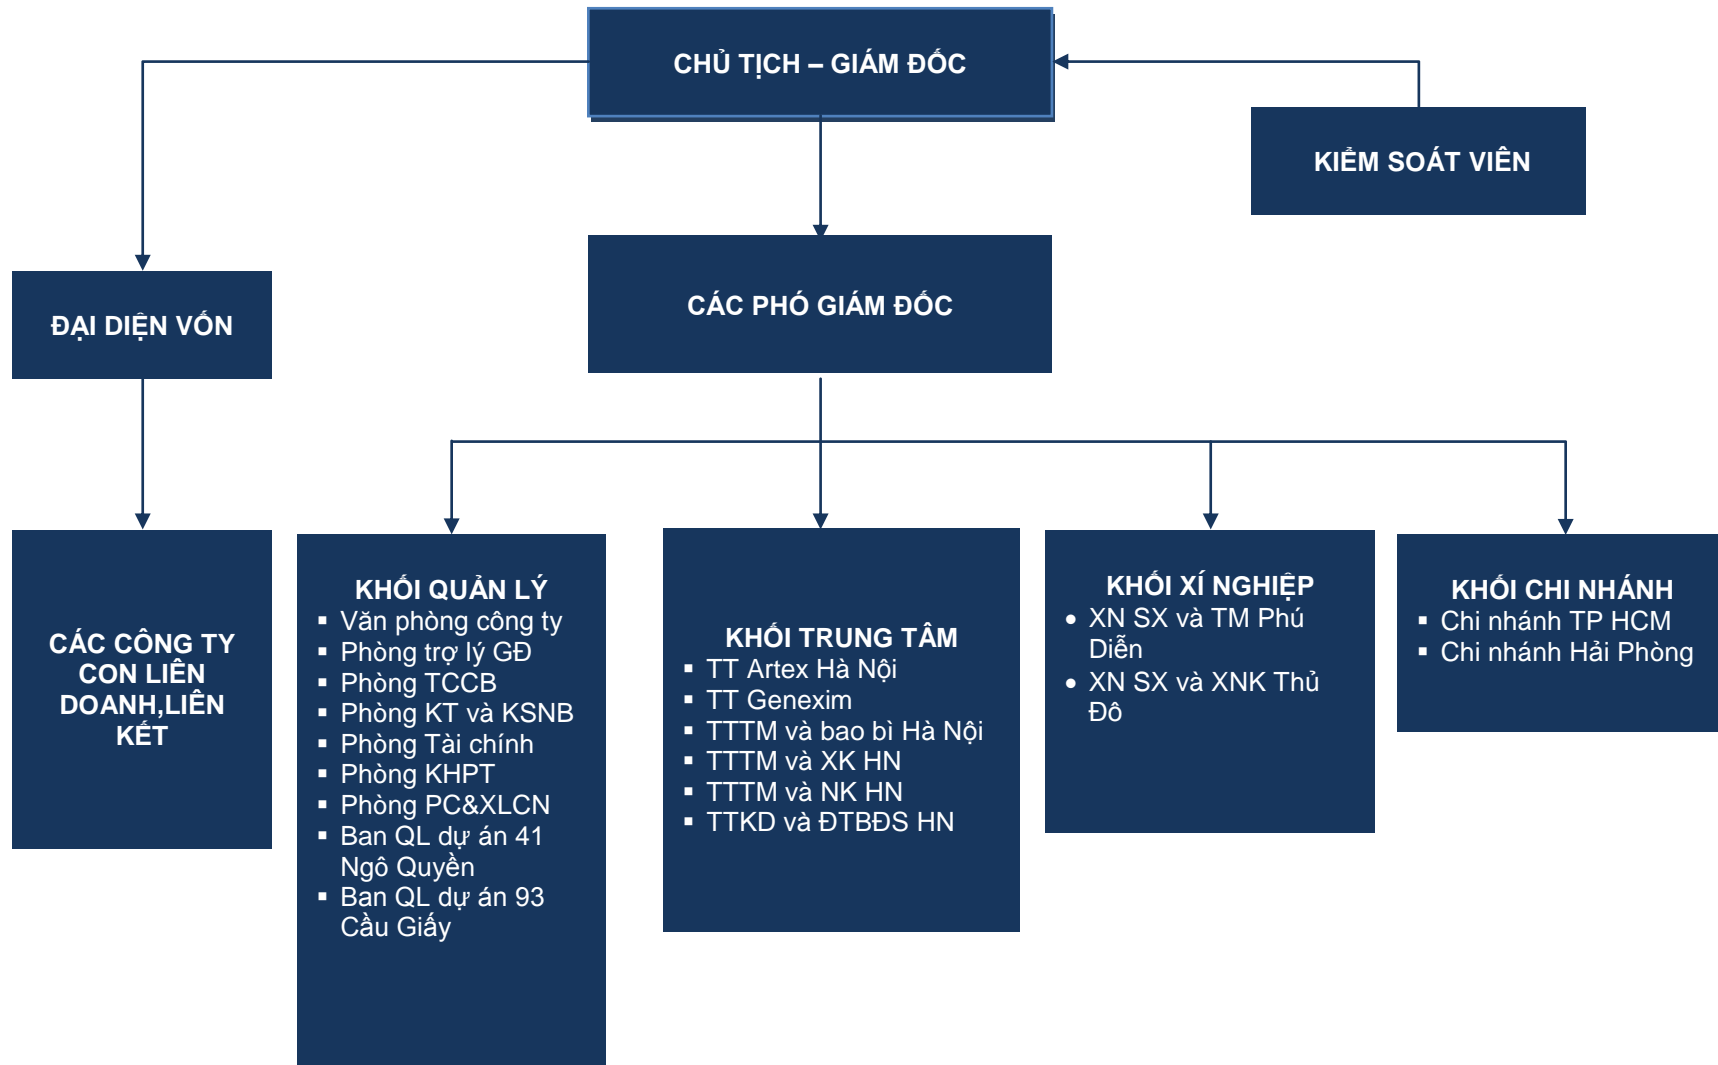 CHỦ TỊCH – GIÁM ĐỐC
KIỂM SOÁT VIÊN
ĐẠI DIỆN VỐN
CÁC PHÓ GIÁM ĐỐC
CÁC CÔNG TY
CON LIÊN
DOANH,LIÊN
KẾT
KHỐI QUẢN LÝ
▪ Văn phòng công ty
▪ Phòng trợ lý GĐ
▪ Phòng TCCB
▪ Phòng KT và KSNB
▪ Phòng Tài chính
▪ Phòng KHPT
▪ Phòng PC&XLCN
▪ Ban QL dự án 41
Ngô Quyền
▪ Ban QL dự án 93
Cầu Giấy
KHỐI TRUNG TÂM
▪ TT Artex Hà Nội
▪ TT Genexim
▪ TTTM và bao bì Hà Nội
▪ TTTM và XK HN
▪ TTTM và NK HN
▪ TTKD và ĐTBĐS HN
KHỐI XÍ NGHIỆP
• XN SX và TM Phú
Diễn
• XN SX và XNK Thủ
Đô
KHỐI CHI NHÁNH
▪ Chi nhánh TP HCM
▪ Chi nhánh Hải Phòng